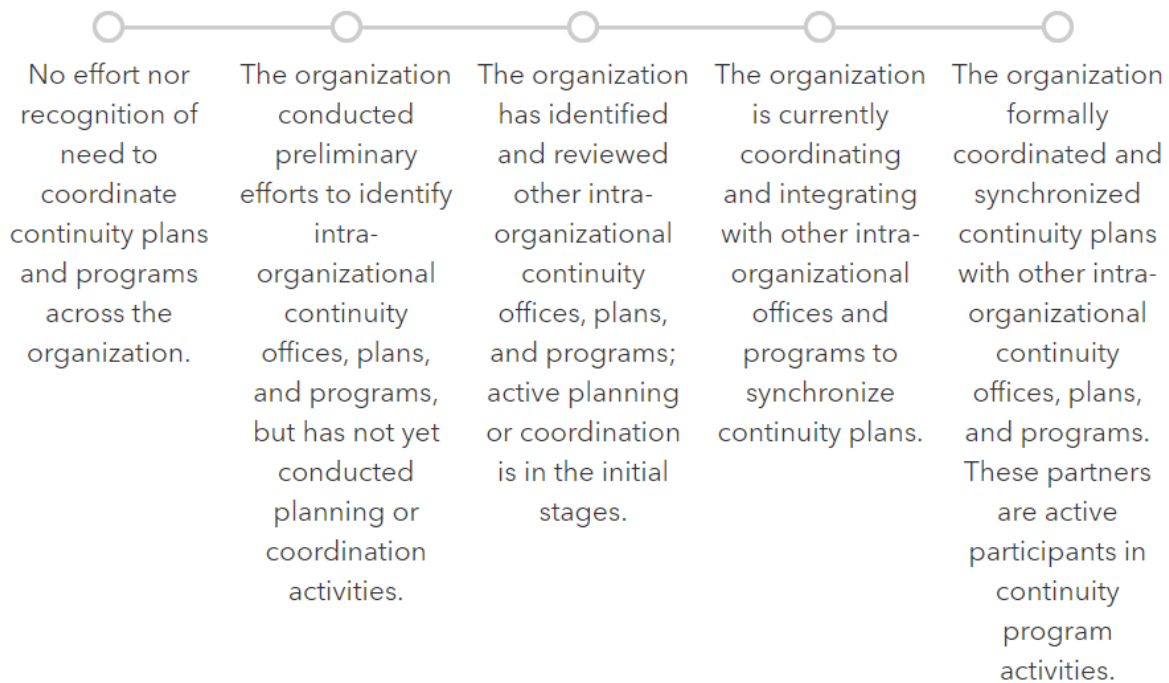 No effort nor
recognition of
need to
coordinate
continuity plans
and programs
across the
organization.
The organization
conducted
preliminary
efforts to identify
intra-
organizational
continuity
offices, plans,
and programs,
but has not yet
conducted
planning or
coordination
activities.
The organization
has identified
and reviewed
other intra-
organizational
continuity
offices, plans,
and programs;
active planning
or coordination
is in the initial
stages.
The organization
is currently
coordinating
and integrating
with other intra-
organizational
offices and
programs to
synchronize
continuity plans.
The organization
formally
coordinated and
synchronized
continuity plans
with other intra-
organizational
continuity
offices, plans,
and programs.
These partners
are active
participants in
continuity
program
activities.